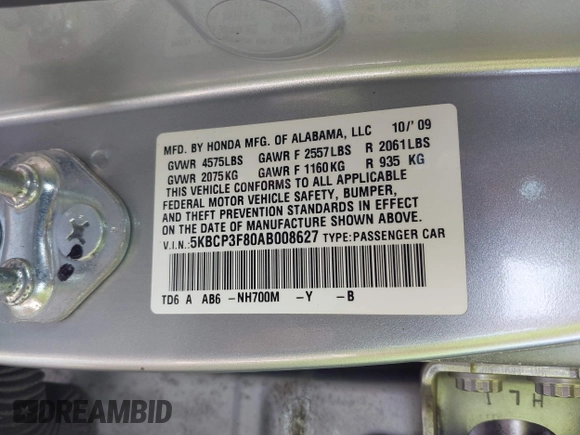 MFD. BY HONDA MFG. OF ALABAMA, LLC 10/'09
GVWR 4575LBS GAWR F 2557LBS R 2061LBS
GVWR 2075KG GAWR F 1160KG R 935 KG
THIS VEHICLE CONFORMS TO ALL APPLICABLE
FEDERAL MOTOR VEHICLE SAFETY, BUMPER,
AND THEFT PREVENTION STANDARDS IN EFFECT
ON THE DATE OF MANUFACTURE SHOWN ABOVE.
V.I.N.:5KBCP3F80AB008627 TYPE:PASSENGER CAR
TD6 A AB6 -NH700M -Y -B
DREAMBID